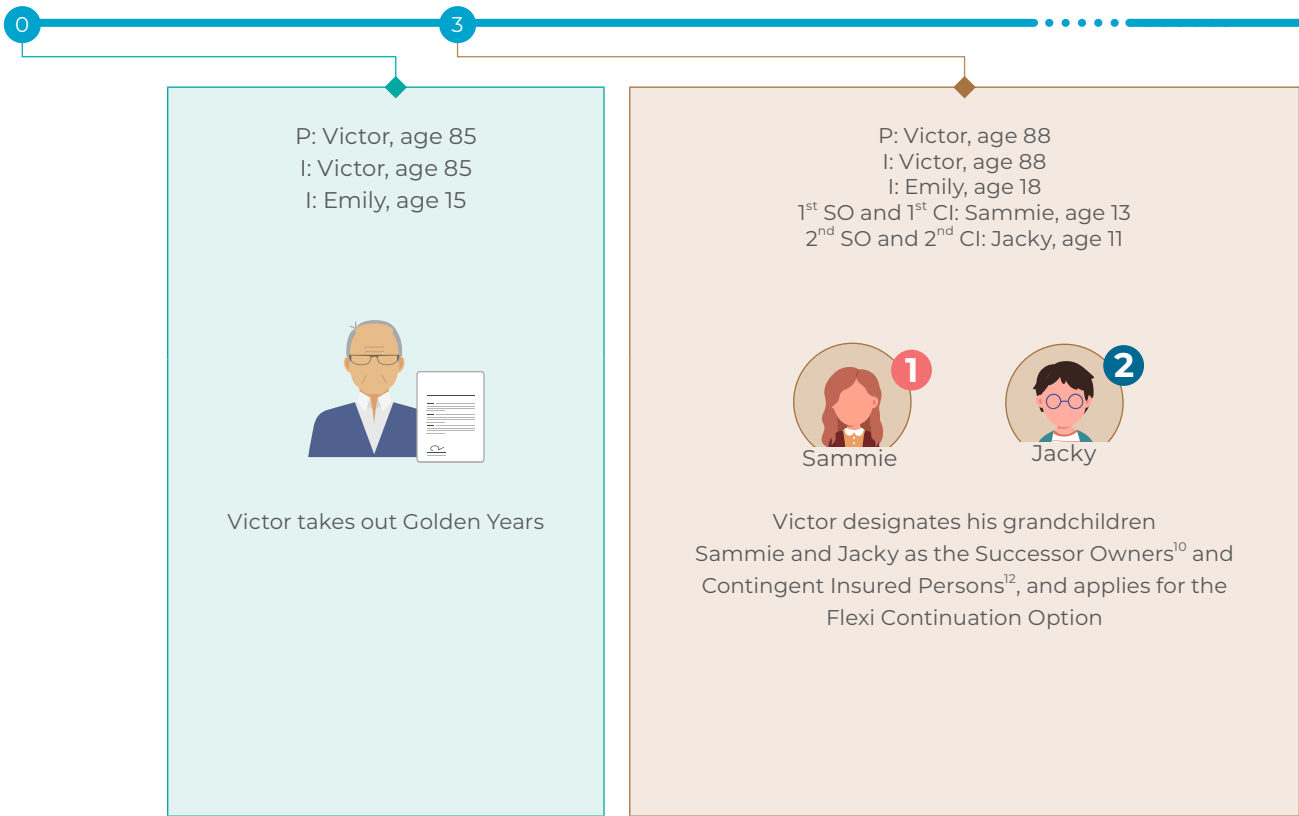 0
3
P: Victor, age 85
I: Victor, age 85
I: Emily, age 15
Victor takes out Golden Years
P: Victor, age 88
I: Victor, age 88
I: Emily, age 18
1st SO and 1st CI: Sammie, age 13
2nd SO and 2nd CI: Jacky, age 11
1
2
Sammie
Jacky
Victor designates his grandchildren
Sammie and Jacky as the Successor Owners10 and
Contingent Insured Persons12, and applies for the
Flexi Continuation Option